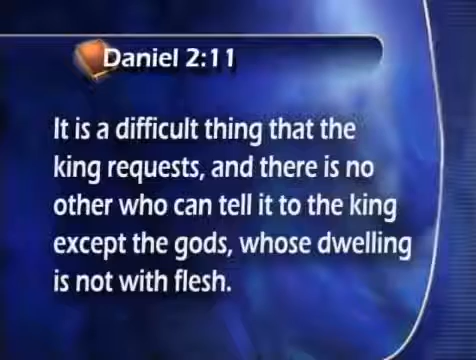 Daniel 2:11
It is a difficult thing that the
king requests, and there is no
other who can tell it to the king
except the gods, whose dwelling
is not with flesh.